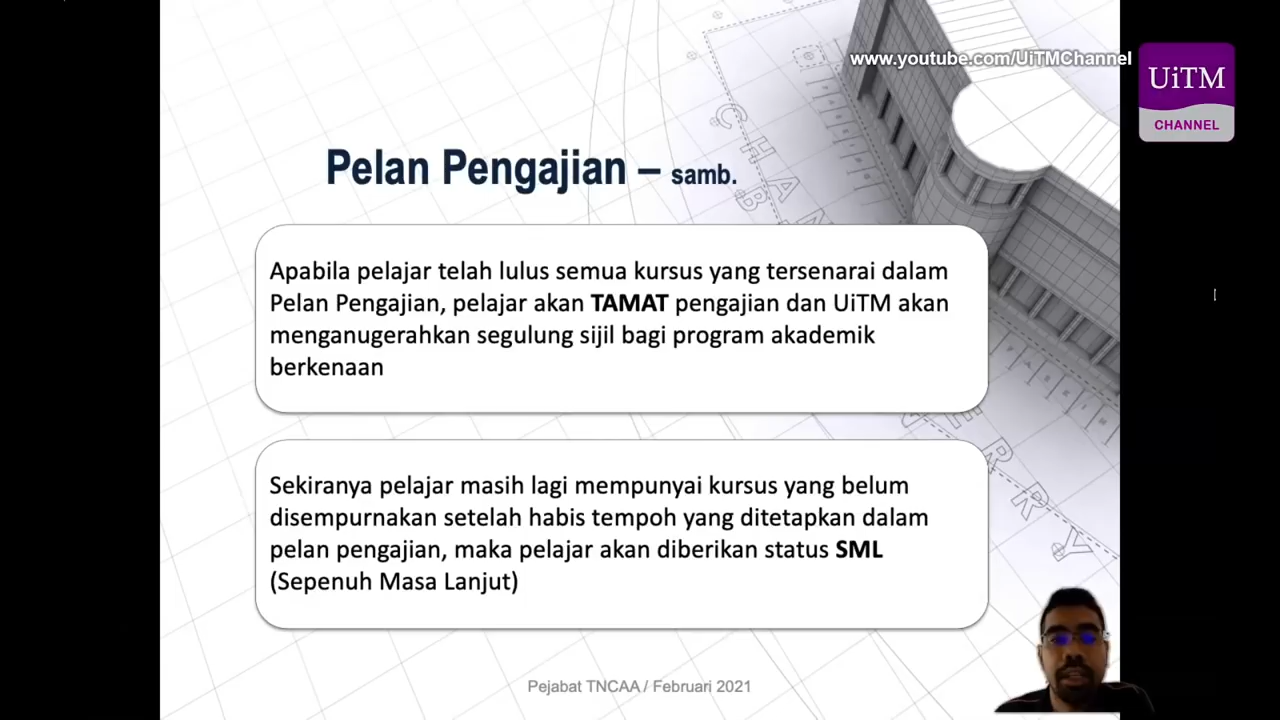 www.youtube.com/UiTMChannel
UiTM
CHANNEL
Pelan Pengajian – samb.
Apabila pelajar telah lulus semua kursus yang tersenarai dalam
Pelan Pengajian, pelajar akan TAMAT pengajian dan UiTM akan
menganugerahkan segulung sijil bagi program akademik
berkenaan
Sekiranya pelajar masih lagi mempunyai kursus yang belum
disempurnakan setelah habis tempoh yang ditetapkan dalam
pelan pengajian, maka pelajar akan diberikan status SML
(Sepenuh Masa Lanjut)
Pejabat TNCAA / Februari 2021